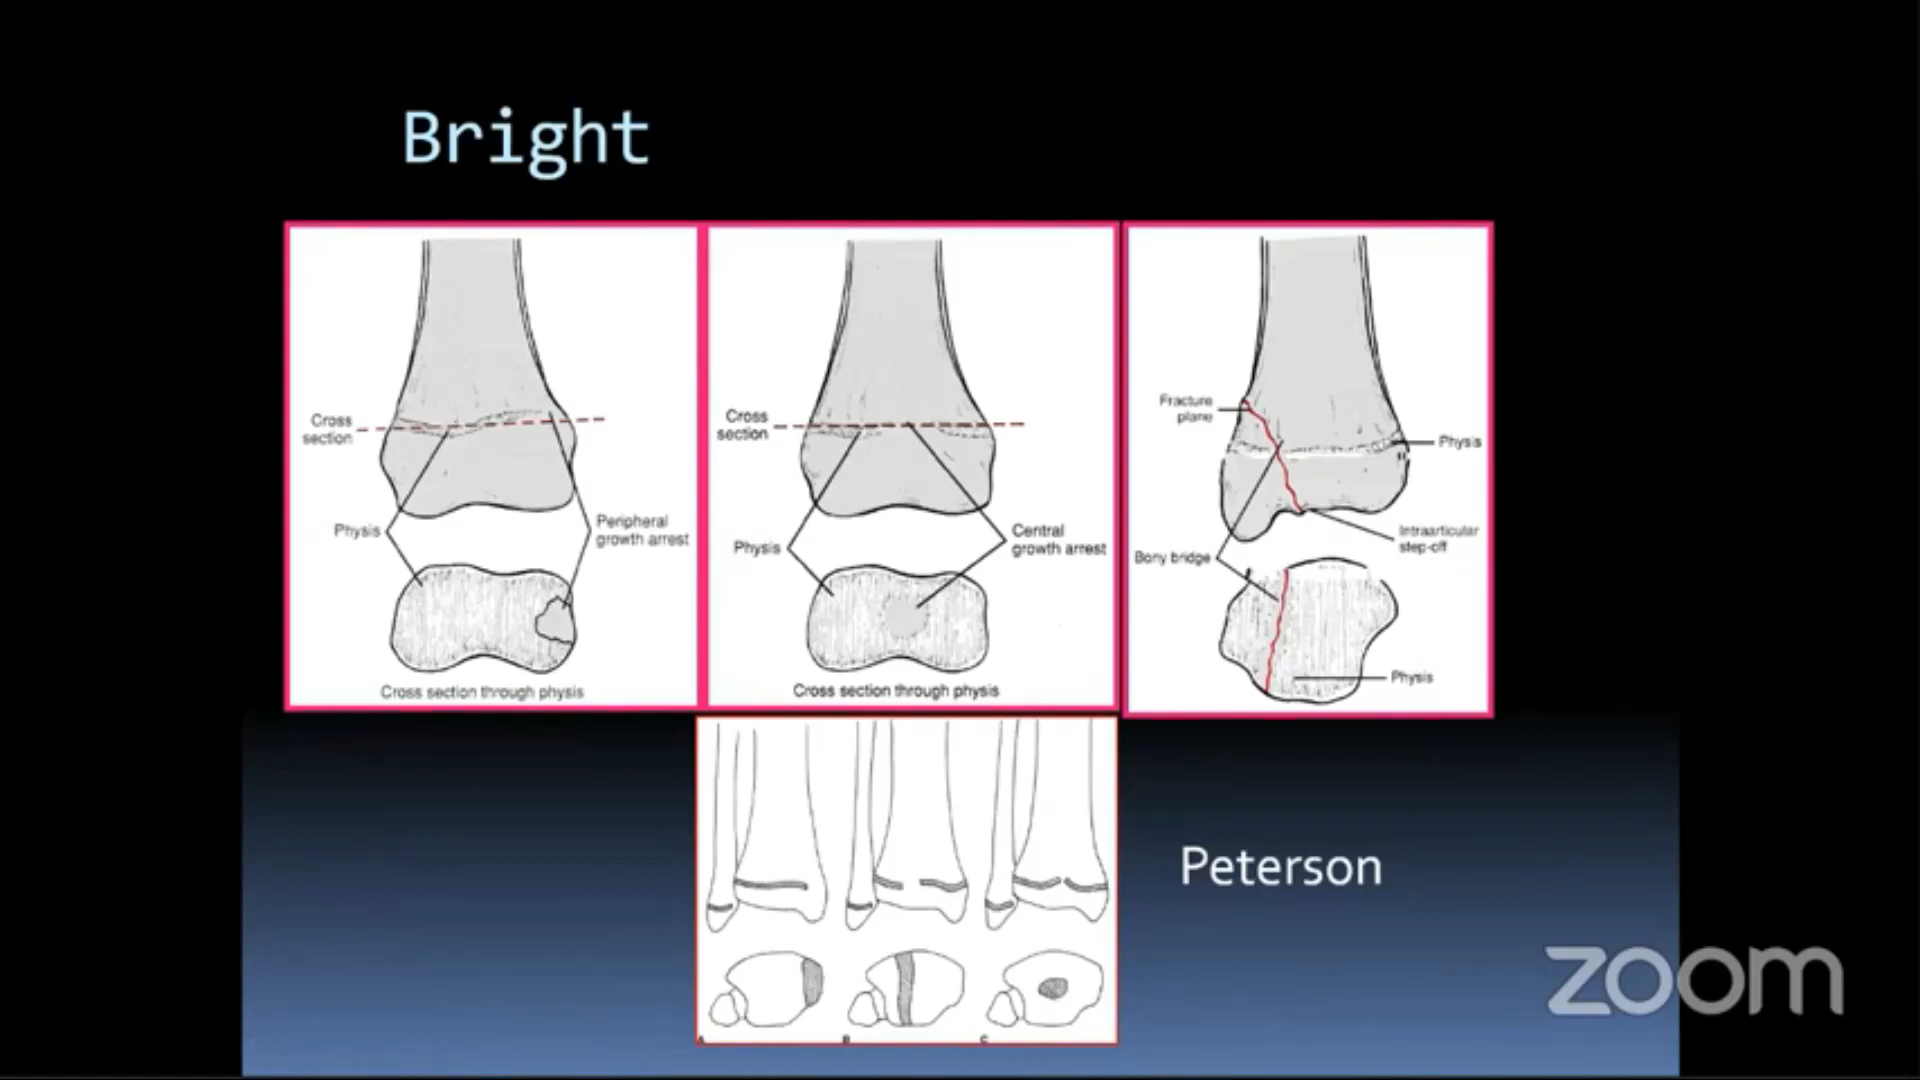 Bright
Cross
section
Physis
Peripheral
growth arrest
Cross section through physis
Cross
section
Physis
Central
growth arrest
Cross section through physis
Fracture
plane
Physis
Intraarticular
step-off
Bony bridge
Physis
Peterson
A
B
C
zoom